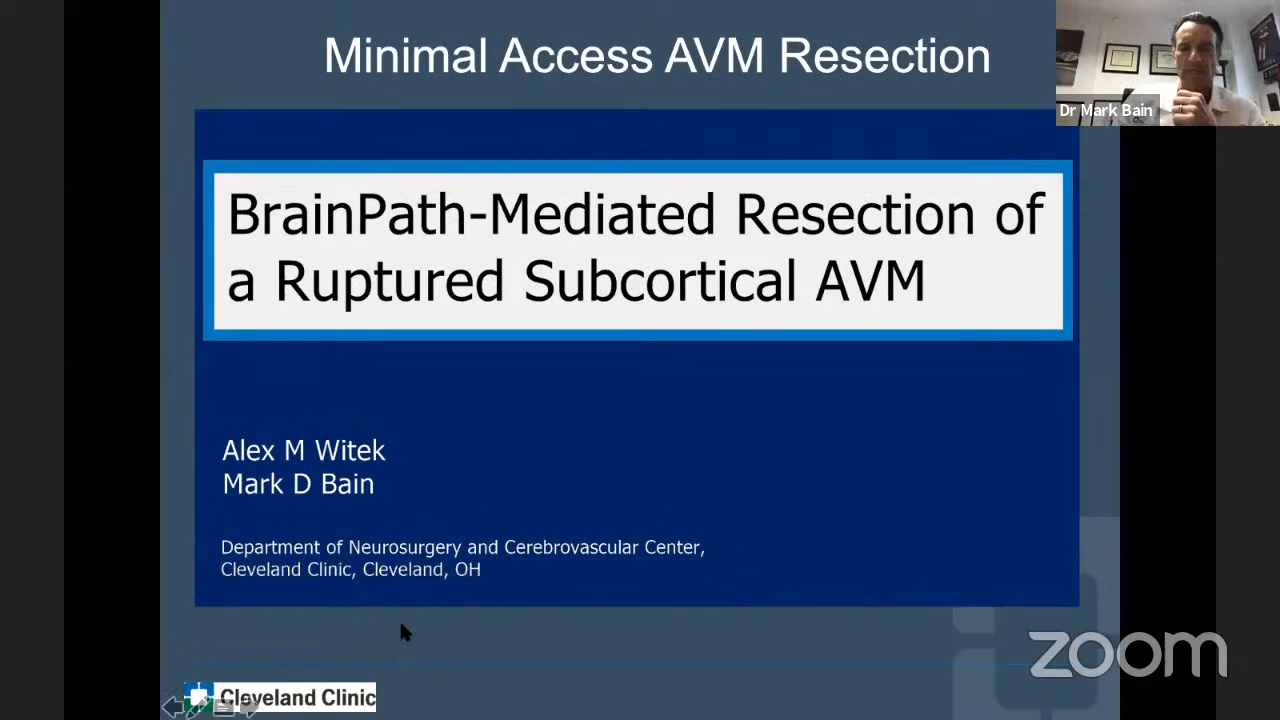 Minimal Access AVM Resection
Dr Mark Bain
BrainPath-Mediated Resection of
a Ruptured Subcortical AVM
Alex M Witek
Mark D Bain
Department of Neurosurgery and Cerebrovascular Center,
Cleveland Clinic, Cleveland, OH
zoom
Cleveland Clinic